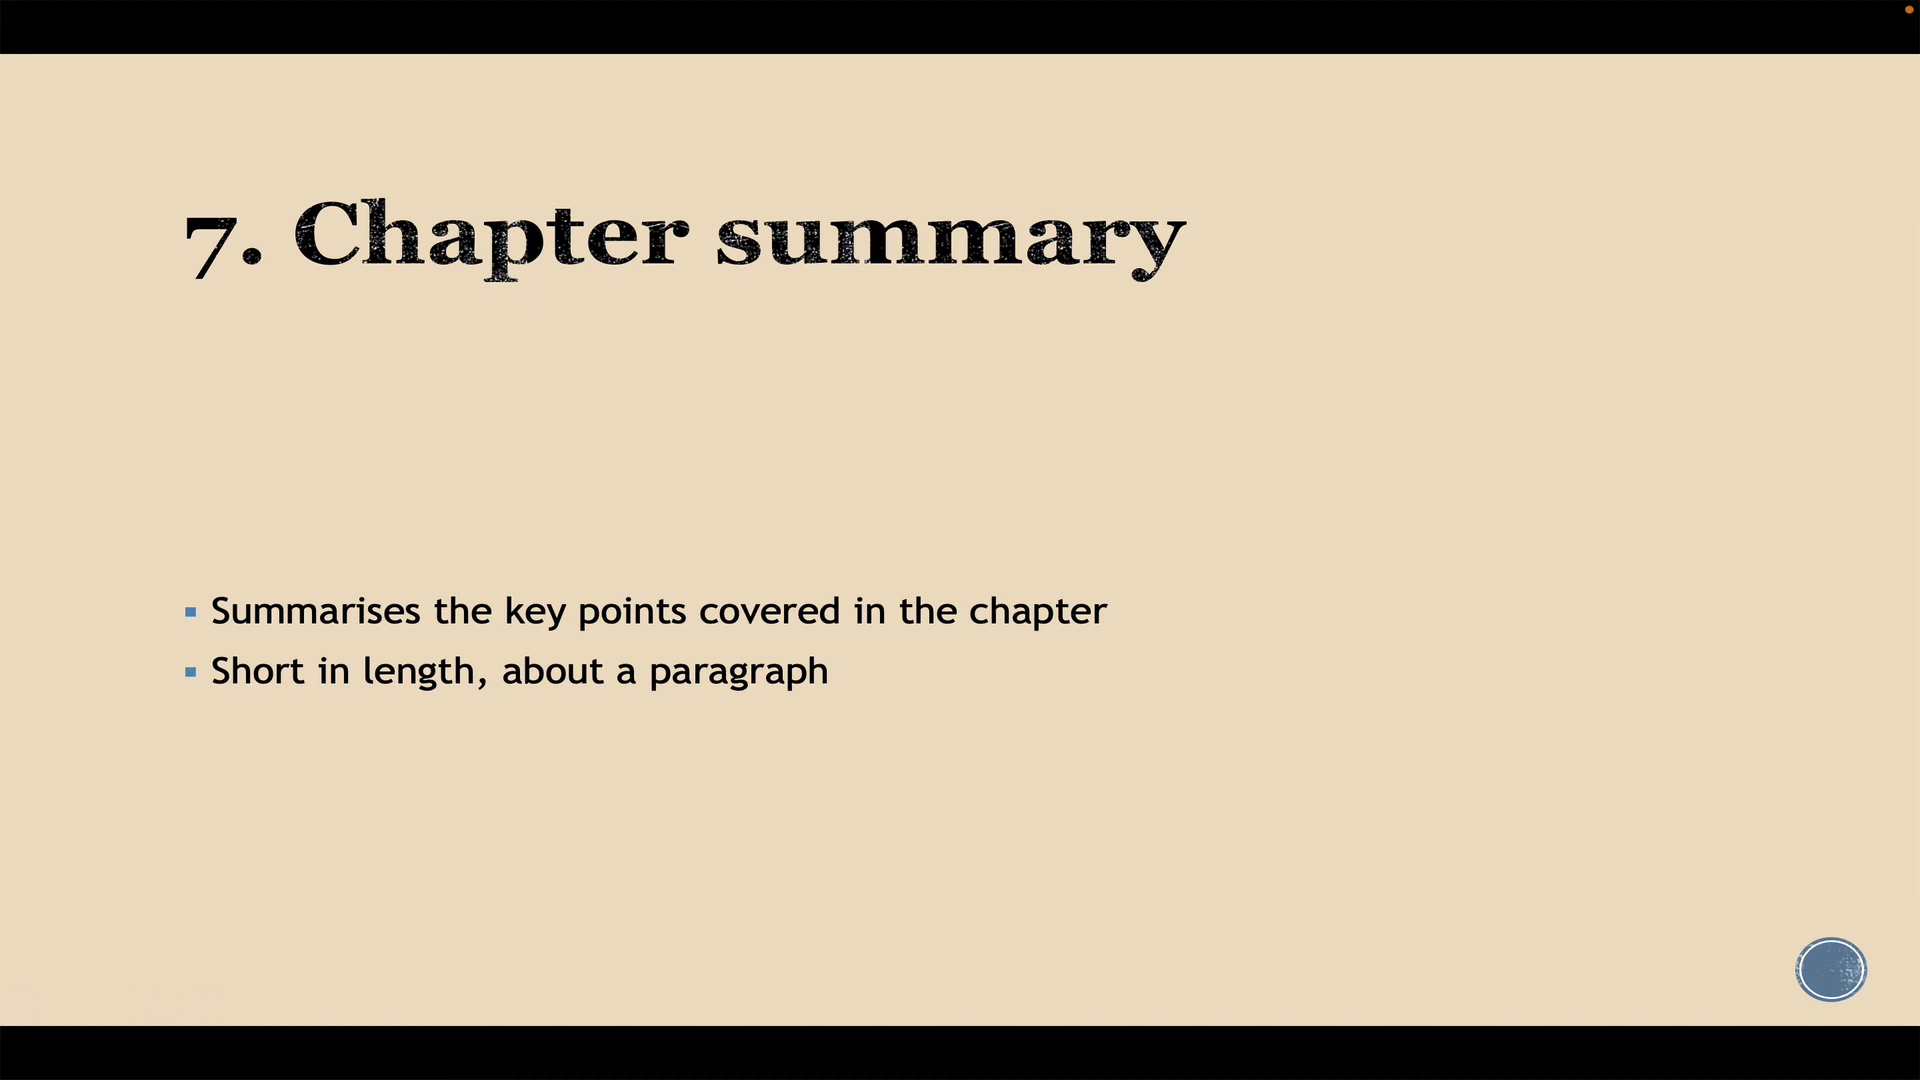 7. Chapter summary
Summarises the key points covered in the chapter
Short in length, about a paragraph